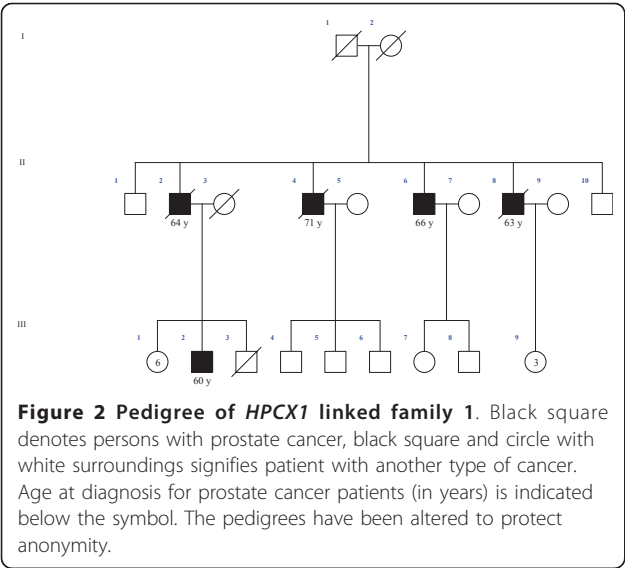 1 2
I
II
1 2 3 4 5 6 7 8 9 10
64 y 71 y 66 y 63 y
III
1 2 3 4 5 6 7 8 9
6 3
60 y
Figure 2 Pedigree of HPCX1 linked family 1. Black square
denotes persons with prostate cancer, black square and circle with
white surroundings signifies patient with another type of cancer.
Age at diagnosis for prostate cancer patients (in years) is indicated
below the symbol. The pedigrees have been altered to protect
anonymity.